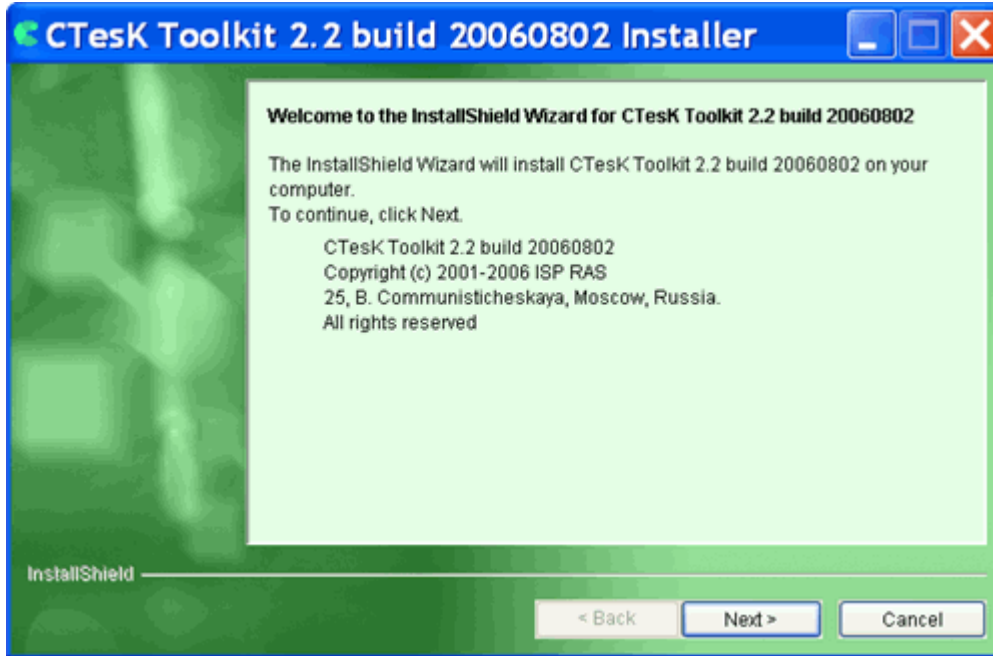 CTesK Toolkit 2.2 build 20060802 Installer
Welcome to the InstallShield Wizard for CTesK Toolkit 2.2 build 20060802
The InstallShield Wizard will install CTesK Toolkit 2.2 build 20060802 on your
computer.
To continue, click Next.
CTesK Toolkit 2.2 build 20060802
Copyright (c) 2001-2006 ISP RAS
25, B. Communisticheskaya, Moscow, Russia.
All rights reserved
InstallShield
< Back
Next >
Cancel